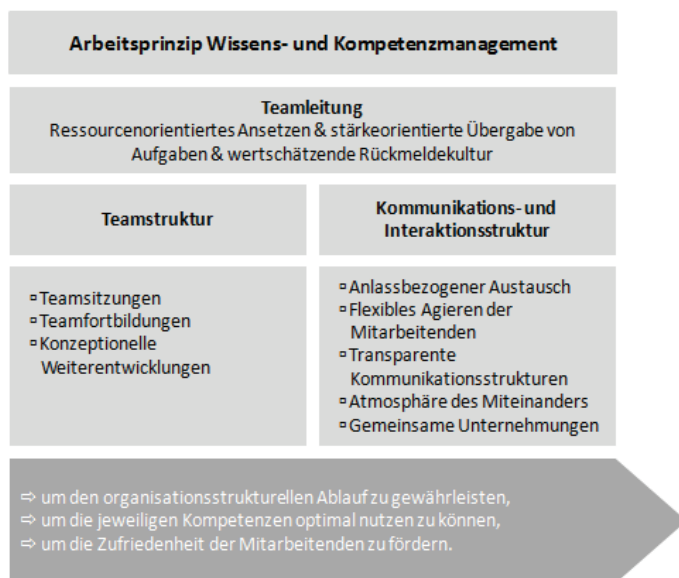 Arbeitsprinzip Wissens- und Kompetenzmanagement
Teamleitung
Ressourcenorientiertes Ansetzen & stärkeorientierte Übergabe von
Aufgaben & wertschätzende Rückmeldekultur
Teamstruktur
Kommunikations- und
Interaktionsstruktur
▫Teamsitzungen
▫Teamfortbildungen
▫Konzeptionelle
Weiterentwicklungen
▫Anlassbezogener Austausch
▫Flexibles Agieren der
Mitarbeitenden
▫Transparente
Kommunikationsstrukturen
▫Atmosphäre des Miteinanders
▫Gemeinsame Unternehmungen
⇨ um den organisationsstrukturellen Ablauf zu gewährleisten,
⇨ um die jeweiligen Kompetenzen optimal nutzen zu können,
⇨ um die Zufriedenheit der Mitarbeitenden zu fördern.